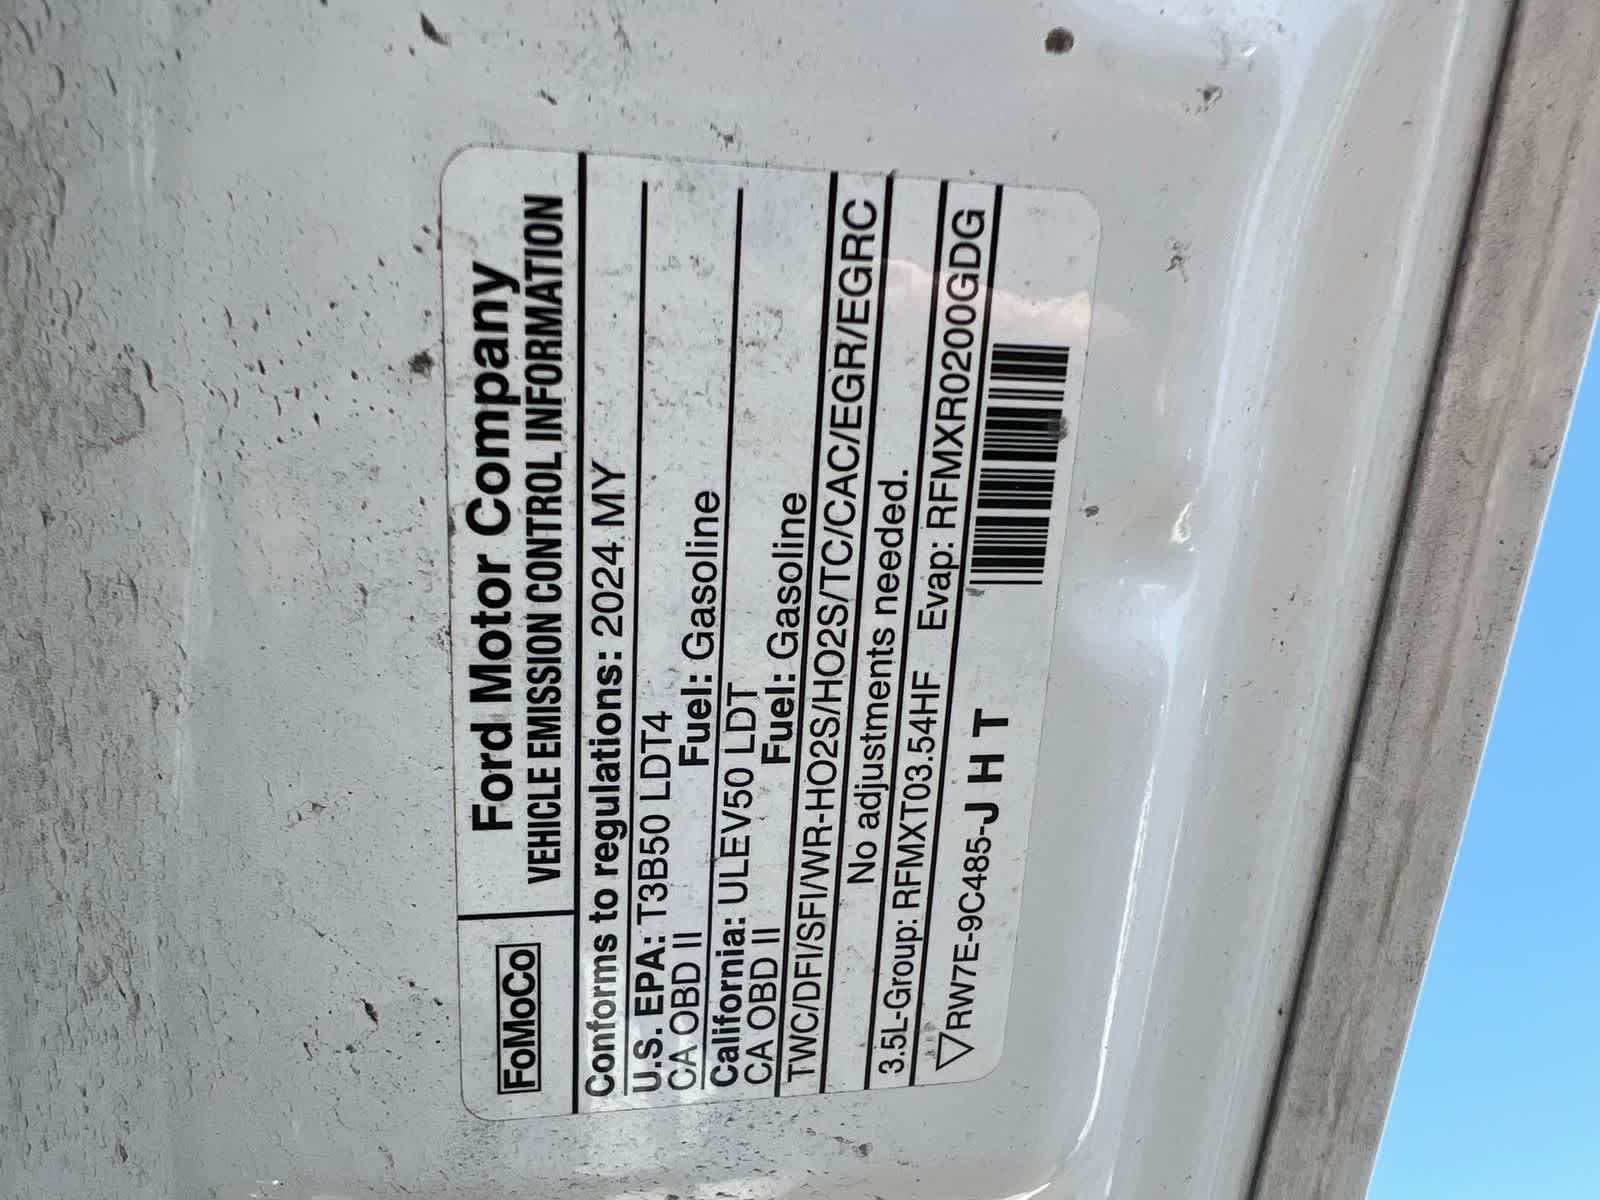 FoMoCo
Ford Motor Company
VEHICLE EMISSION CONTROL INFORMATION
Conforms to regulations: 2024 MY
U.S. EPA: T3B50 LDT4
CA OBD II
Fuel: Gasoline
California: ULEV50 LDT
CA OBD II
Fuel: Gasoline
TWC/DFI/SFI/WR-HO2S/HO2S/TC/CAC/EGR/EGRC
No adjustments needed.
3.5L-Group: RFMXT03.54HF Evap: RFMXR0200GDG
RW7E-9C485-J H T